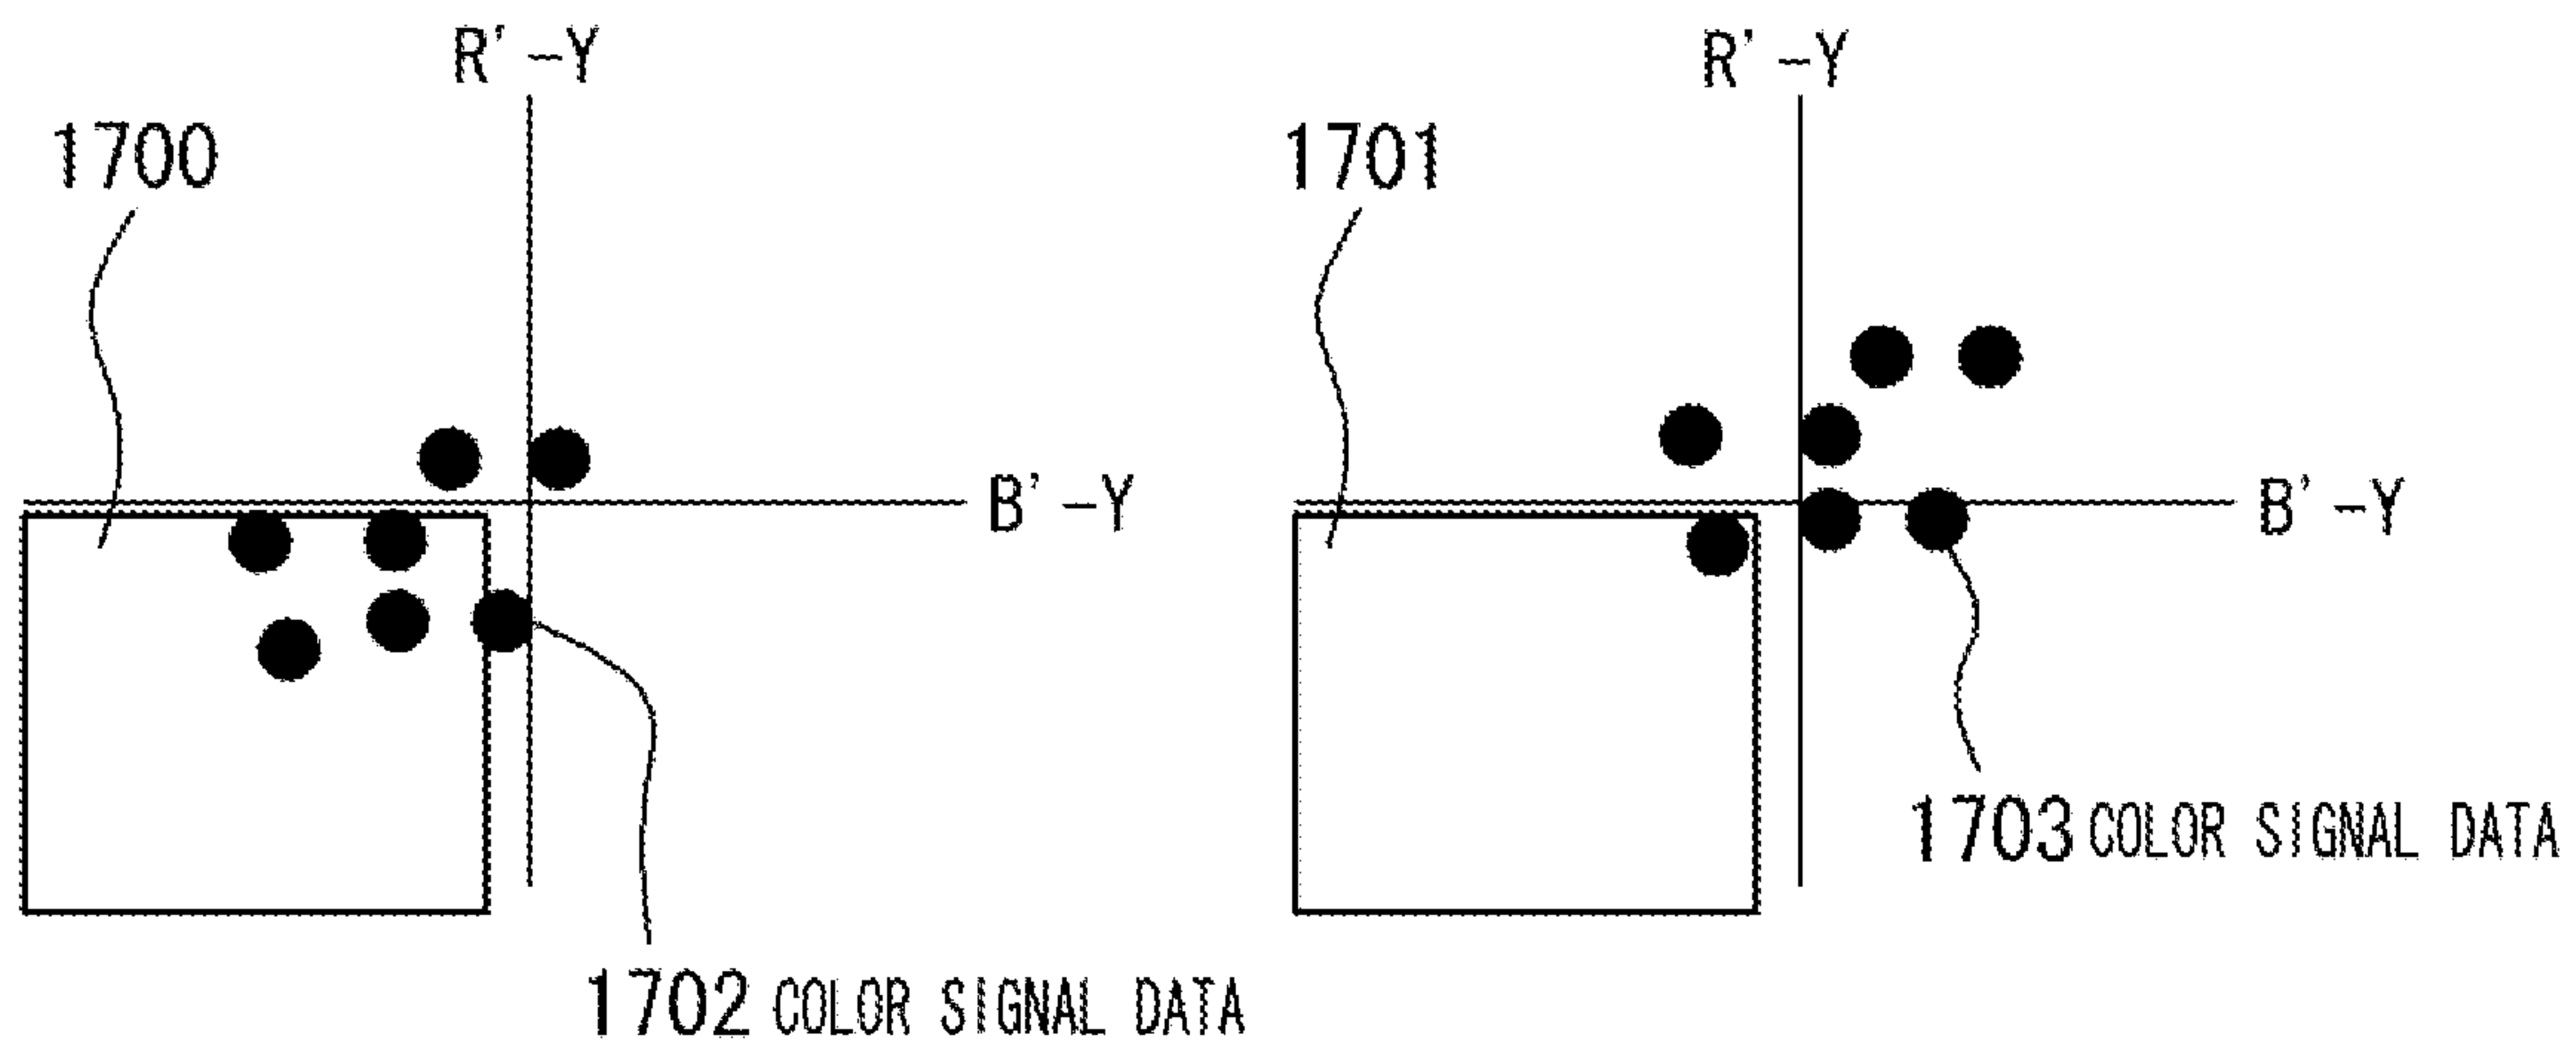 R'-Y
1700
B'-Y
1702 COLOR SIGNAL DATA
R'-Y
1701
B'-Y
1703 COLOR SIGNAL DATA